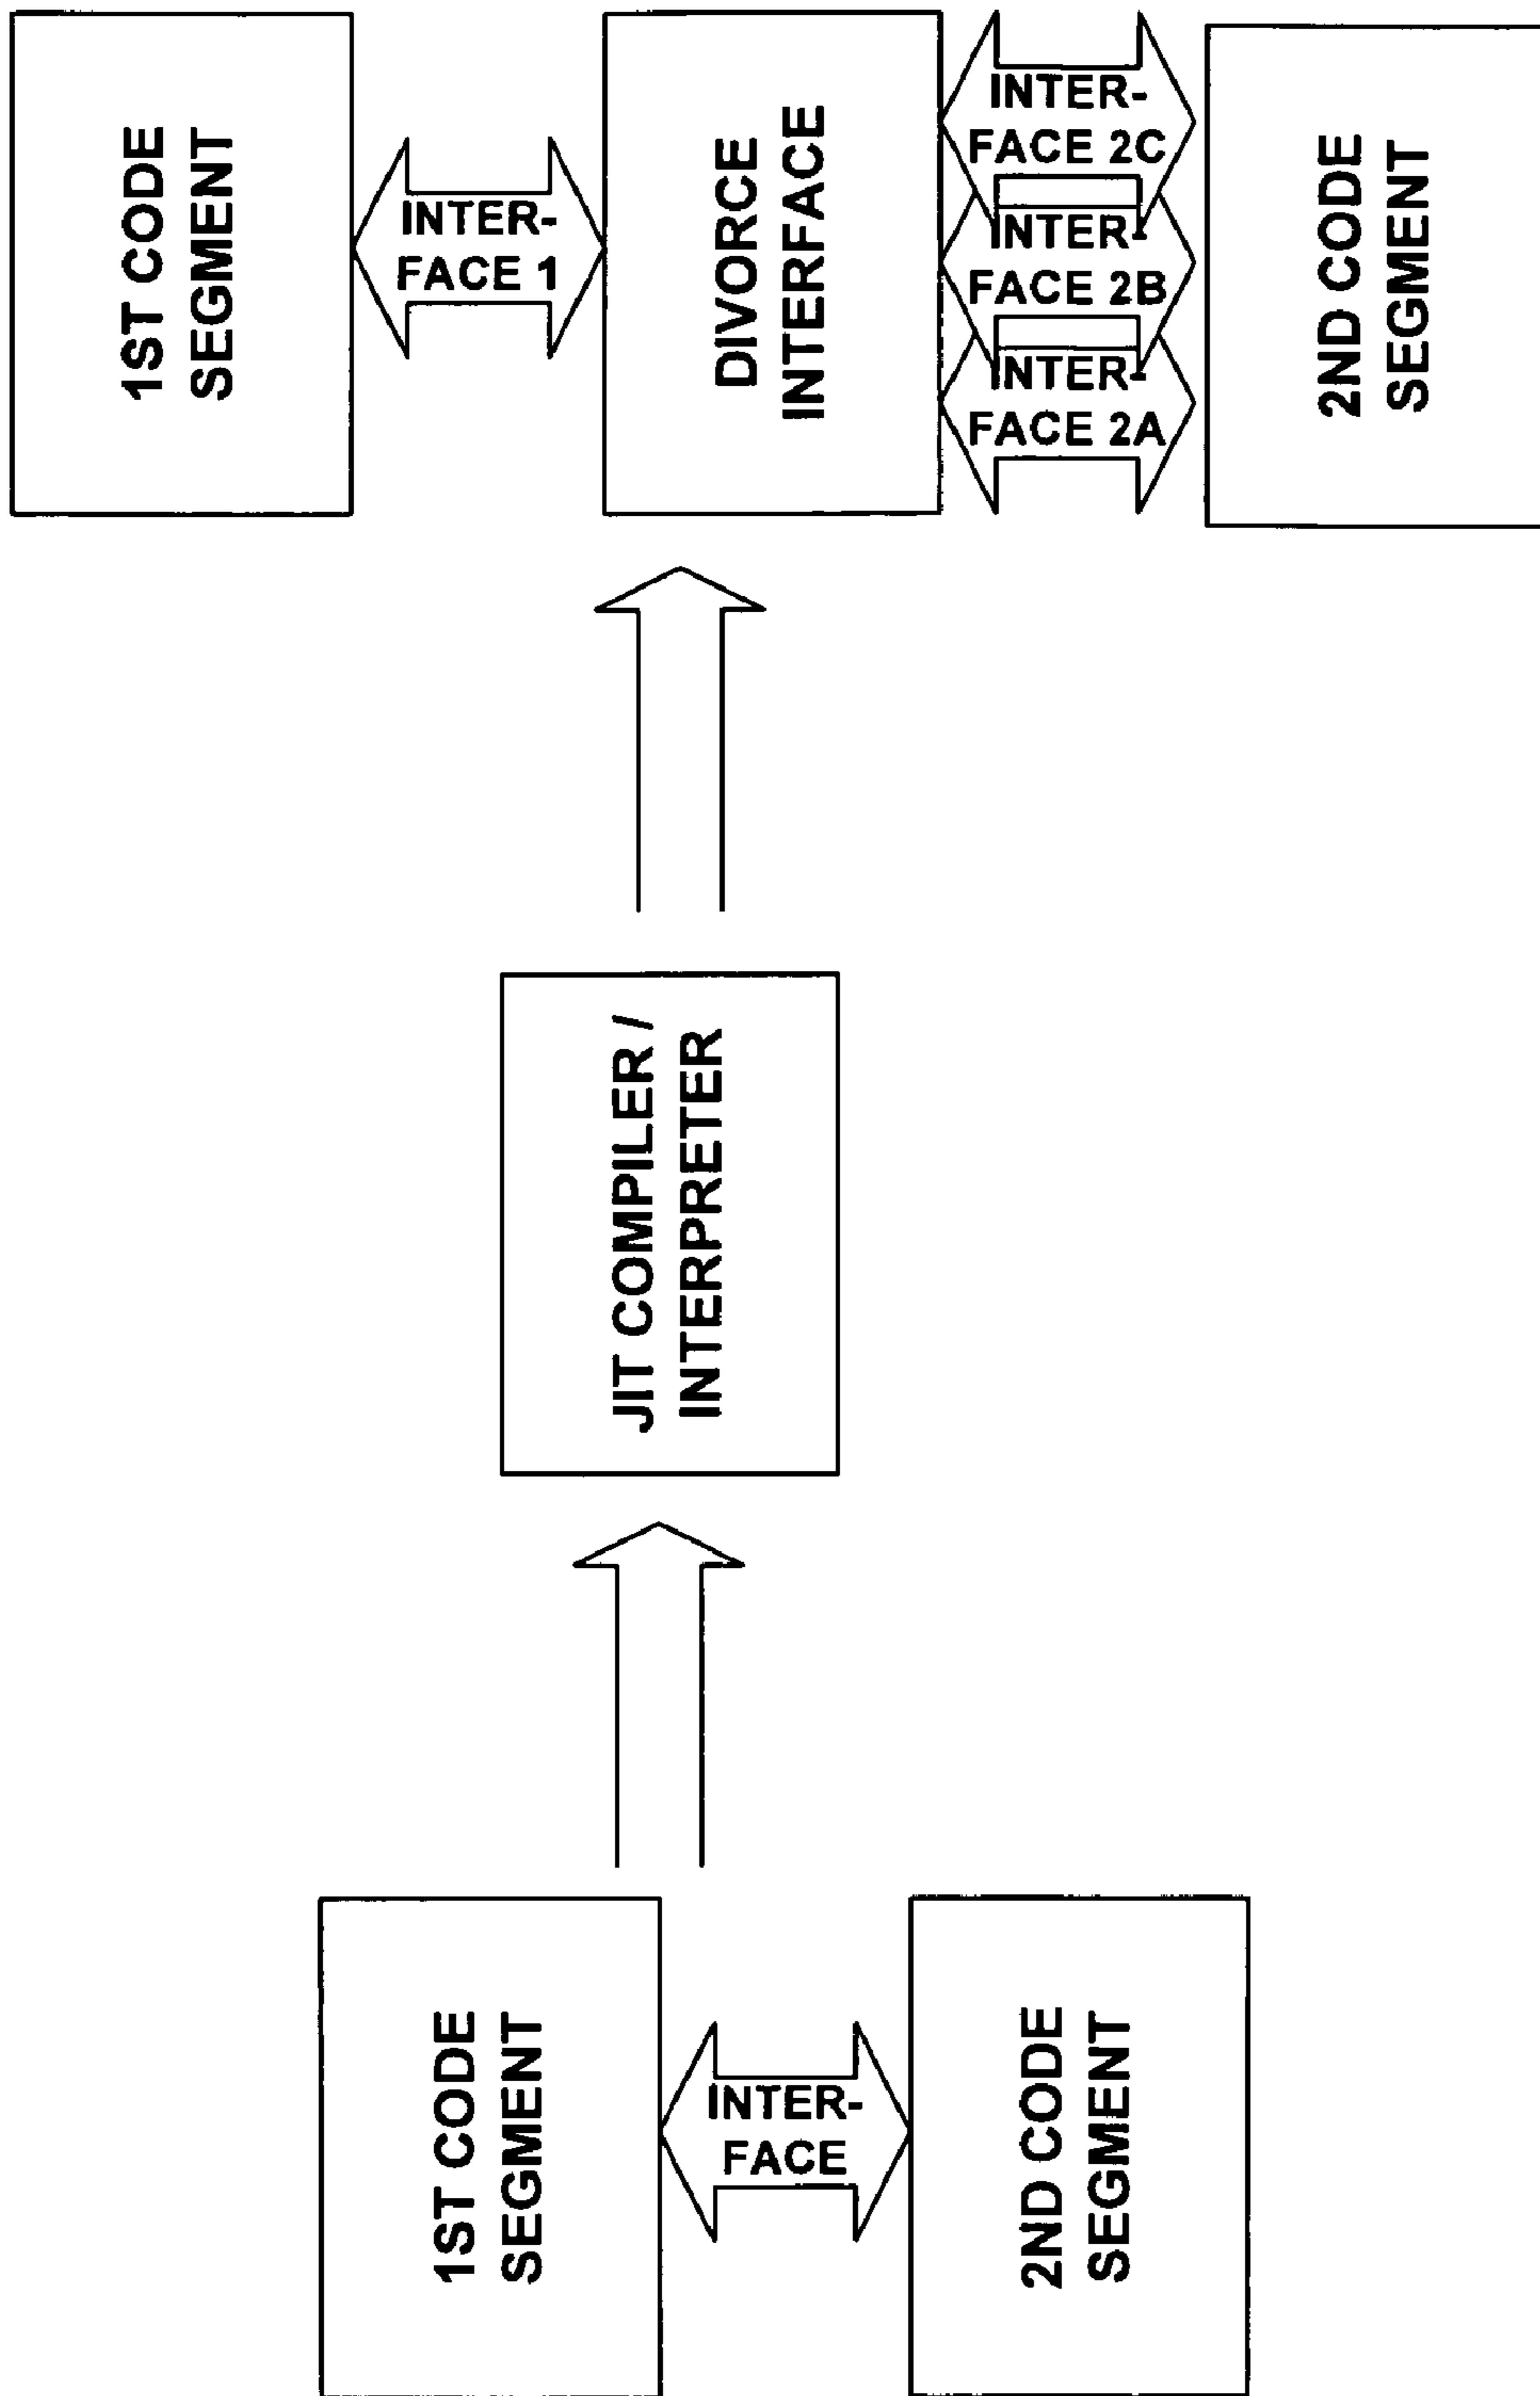 1ST CODE
SEGMENT
INTER-
FACE
2ND CODE
SEGMENT
JIT COMPILER /
INTERPRETER
1ST CODE
SEGMENT
INTER-
FACE 1
DIVORCE
INTERFACE
INTER-
FACE 2C
INTER-
FACE 2B
INTER-
FACE 2A
2ND CODE
SEGMENT